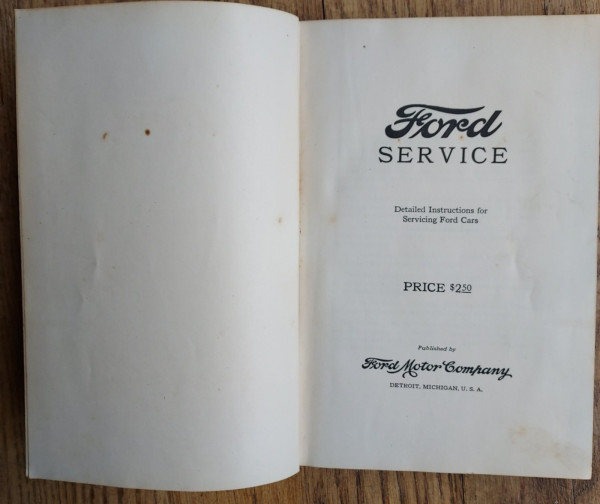 Ford
SERVICE
Detailed Instructions for
Servicing Ford Cars
PRICE $2.50
Published by
Ford Motor Company
DETROIT, MICHIGAN, U. S. A.